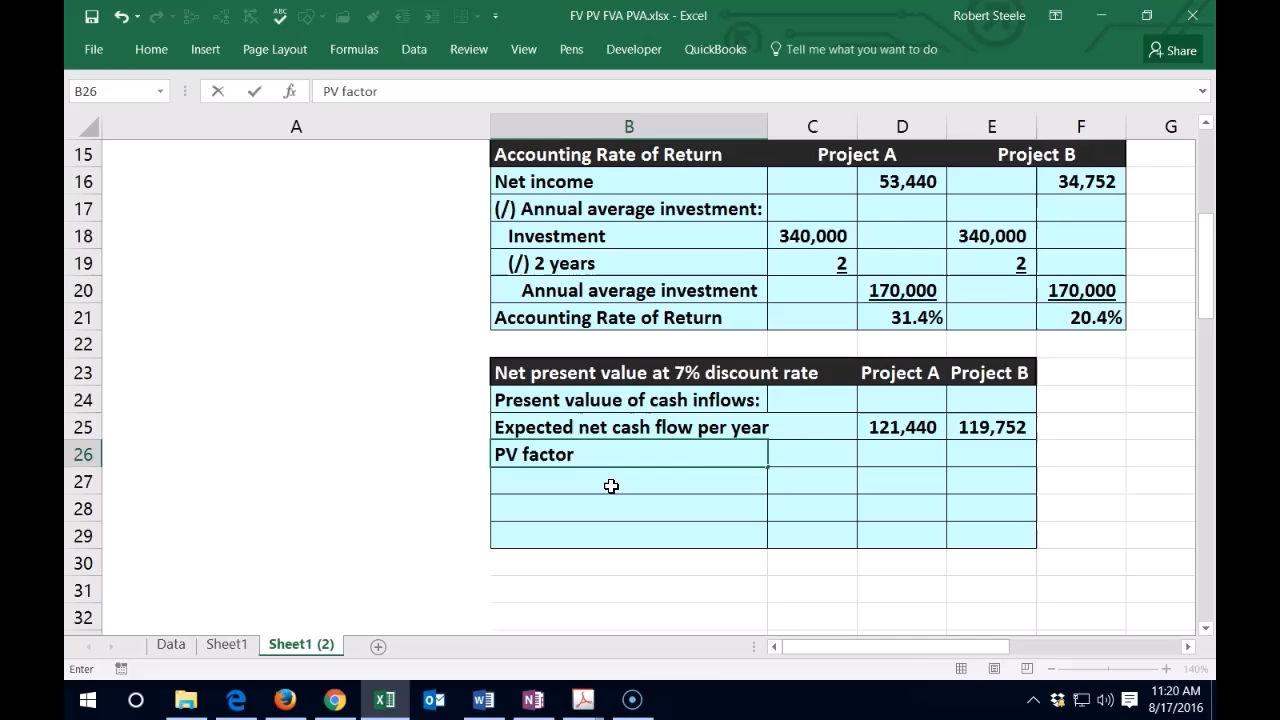 FV PV FVA PVA.xlsx - Excel
Robert Steele
File Home Insert Page Layout Formulas Data Review View Pens Developer QuickBooks Tell me what you want to do Share
B26 fx PV factor
A B C D E F G
15 Accounting Rate of Return Project A Project B
16 Net income 53,440 34,752
17 (/) Annual average investment:
18 Investment 340,000 340,000
19 (/) 2 years 2 2
20 Annual average investment 170,000 170,000
21 Accounting Rate of Return 31.4% 20.4%
22
23 Net present value at 7% discount rate Project A Project B
24 Present valuue of cash inflows:
25 Expected net cash flow per year 121,440 119,752
26 PV factor
27
28
29
30
31
32
Data Sheet1 Sheet1 (2)
Enter 140%
11:20 AM
8/17/2016